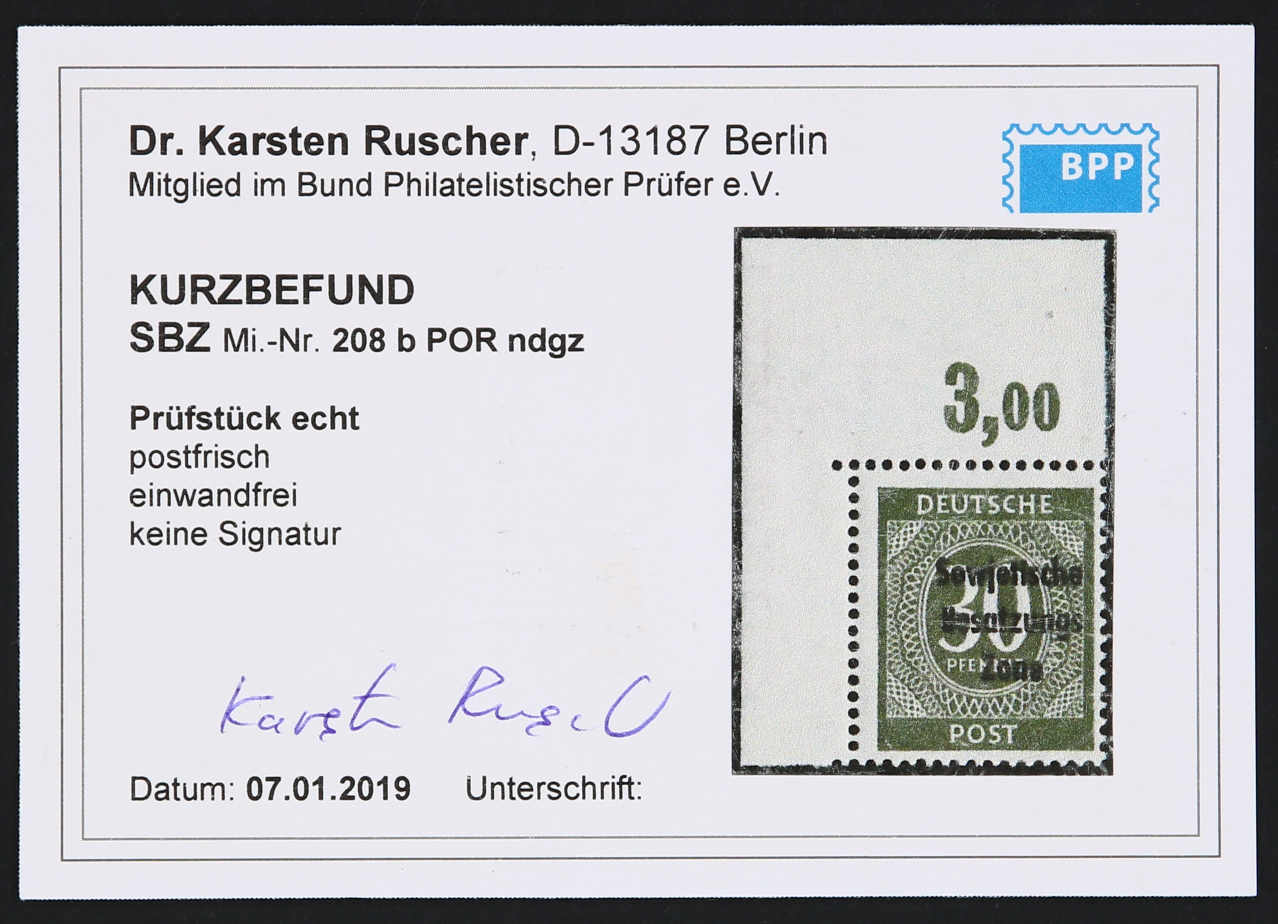 Dr. Karsten Ruscher, D-13187 Berlin
Mitglied im Bund Philatelistischer Prüfer e.V.
BPP
KURZBEFUND
SBZ Mi.-Nr. 208 b POR ndgz
Prüfstück echt
postfrisch
einwandfrei
keine Signatur
3,00
DEUTSCHE
Sowjetische
30
Besatzungs
PFENNIG
Zone
POST
Karsten Ruscher
Datum: 07.01.2019 Unterschrift: